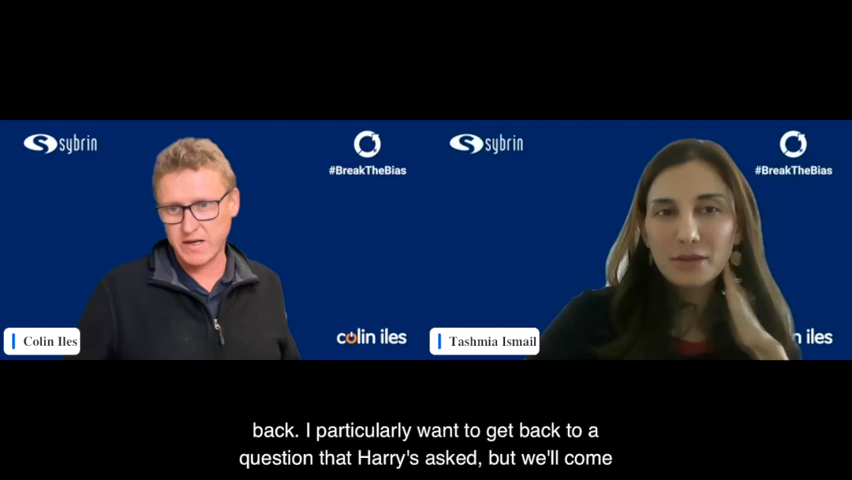 sybrin
#BreakTheBias
sybrin
#BreakTheBias
Colin Iles
colin iles
Tashmia Ismail
n iles
back. I particularly want to get back to a
question that Harry's asked, but we'll come